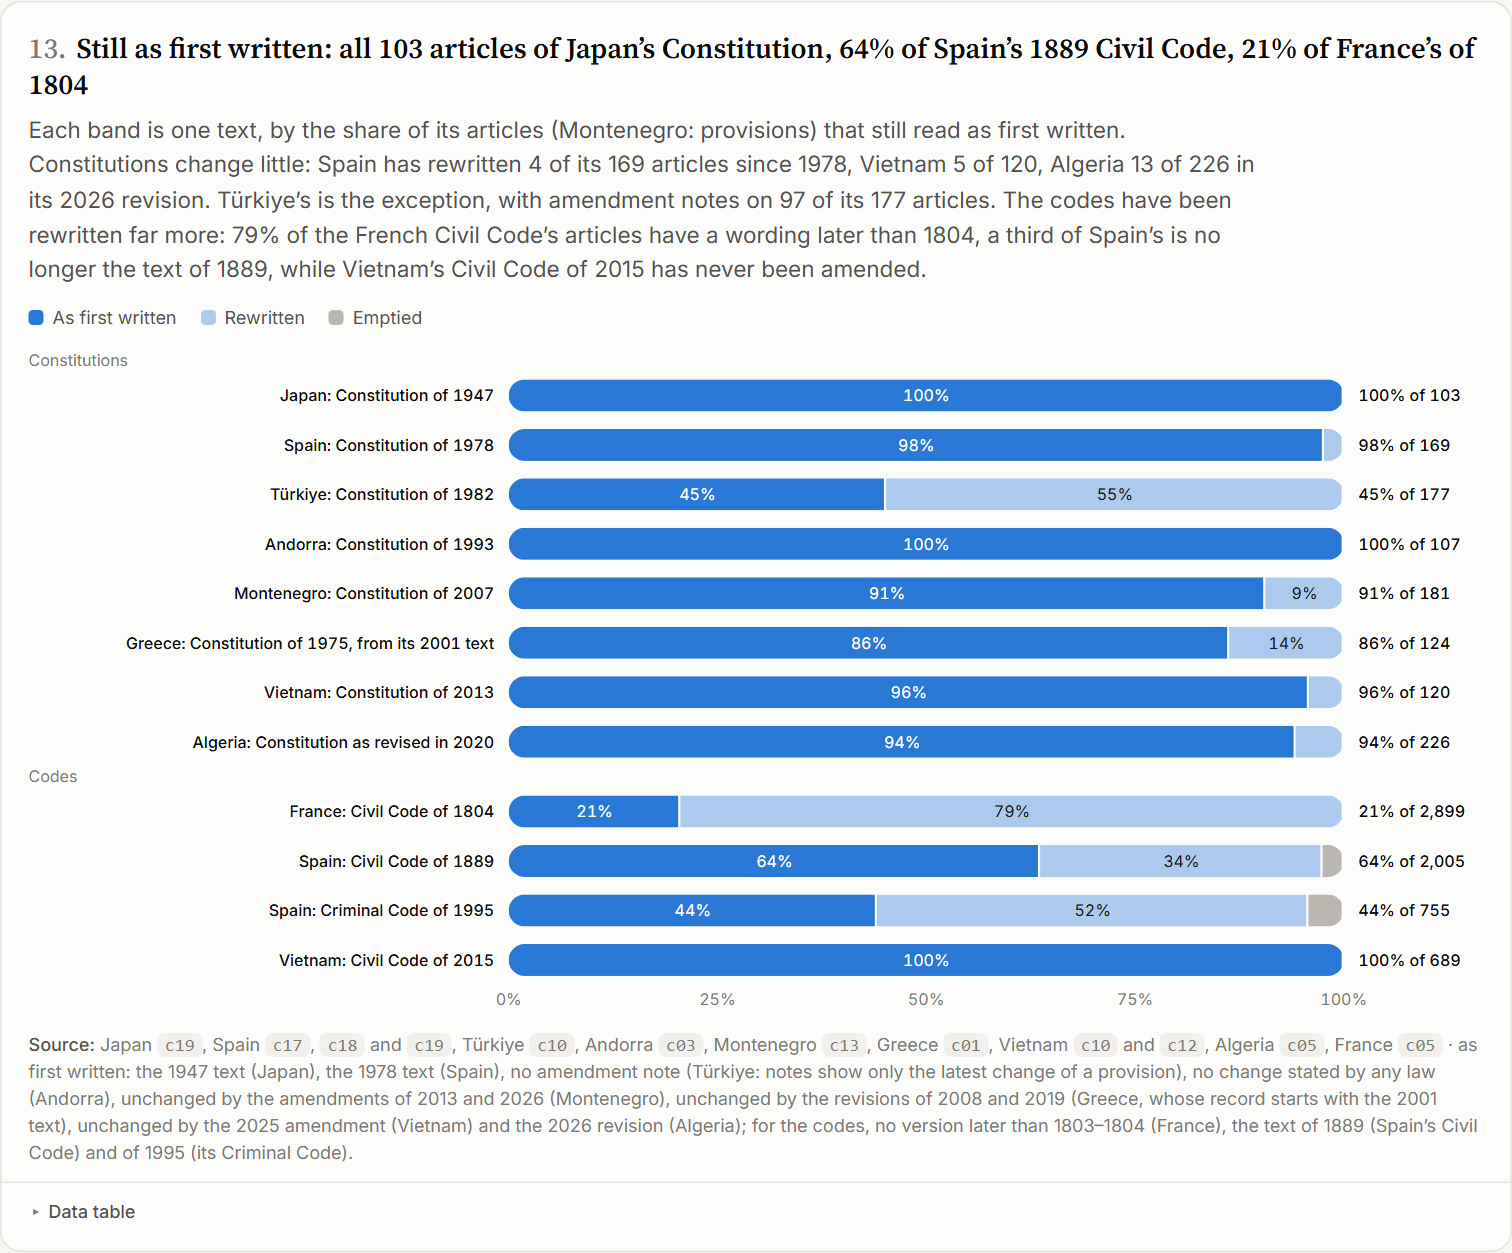 13. Still as first written: all 103 articles of Japan’s Constitution, 64% of Spain’s 1889 Civil Code, 21% of France’s of
1804
Each band is one text, by the share of its articles (Montenegro: provisions) that still read as first written.
Constitutions change little: Spain has rewritten 4 of its 169 articles since 1978, Vietnam 5 of 120, Algeria 13 of 226 in
its 2026 revision. Türkiye’s is the exception, with amendment notes on 97 of its 177 articles. The codes have been
rewritten far more: 79% of the French Civil Code’s articles have a wording later than 1804, a third of Spain’s is no
longer the text of 1889, while Vietnam’s Civil Code of 2015 has never been amended.
As first written Rewritten Emptied
Constitutions
Japan: Constitution of 1947 100% 100% of 103
Spain: Constitution of 1978 98% 98% of 169
Türkiye: Constitution of 1982 45% 55% 45% of 177
Andorra: Constitution of 1993 100% 100% of 107
Montenegro: Constitution of 2007 91% 9% 91% of 181
Greece: Constitution of 1975, from its 2001 text 86% 14% 86% of 124
Vietnam: Constitution of 2013 96% 96% of 120
Algeria: Constitution as revised in 2020 94% 94% of 226
Codes
France: Civil Code of 1804 21% 79% 21% of 2,899
Spain: Civil Code of 1889 64% 34% 64% of 2,005
Spain: Criminal Code of 1995 44% 52% 44% of 755
Vietnam: Civil Code of 2015 100% 100% of 689
0% 25% 50% 75% 100%
Source: Japan c19, Spain c17, c18 and c19, Türkiye c10, Andorra c03, Montenegro c13, Greece c01, Vietnam c10 and c12, Algeria c05, France c05 · as
first written: the 1947 text (Japan), the 1978 text (Spain), no amendment note (Türkiye: notes show only the latest change of a provision), no change stated by any law
(Andorra), unchanged by the amendments of 2013 and 2026 (Montenegro), unchanged by the revisions of 2008 and 2019 (Greece, whose record starts with the 2001
text), unchanged by the 2025 amendment (Vietnam) and the 2026 revision (Algeria); for the codes, no version later than 1803–1804 (France), the text of 1889 (Spain’s Civil
Code) and of 1995 (its Criminal Code).
Data table